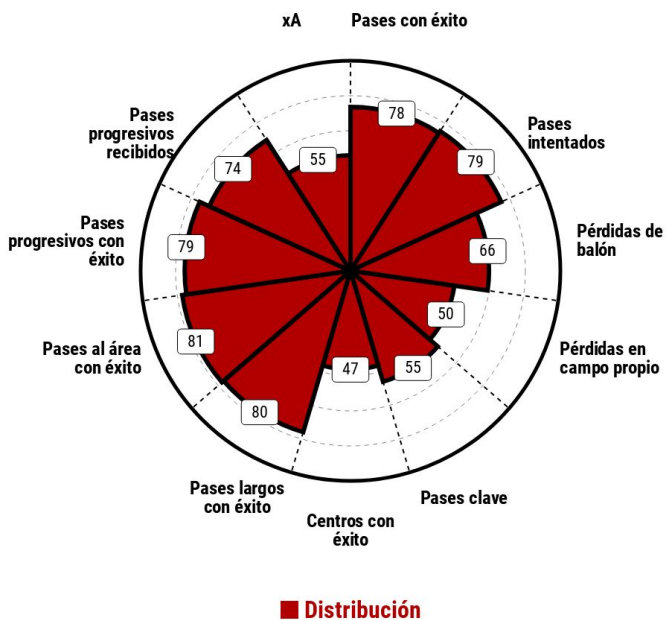 xA
Pases con éxito
78
Pases
intentados
79
Pérdidas de
balón
66
Pérdidas en
campo propio
50
Pases clave
55
Centros con
éxito
47
Pases largos
con éxito
80
Pases al área
con éxito
81
Pases
progresivos con
éxito
79
Pases
progresivos
recibidos
74
55
Distribución